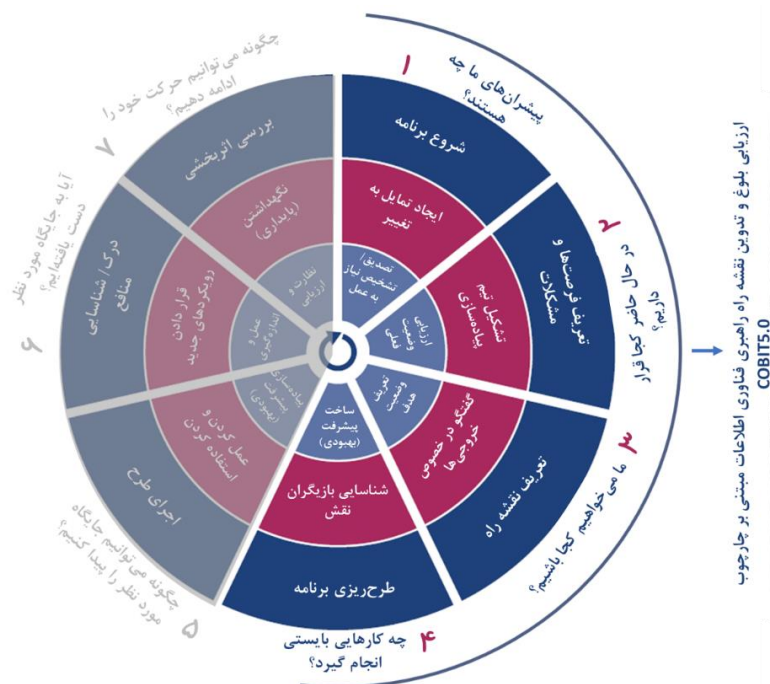 ۱
پیشران‌های ما چه
هستند؟
شروع برنامه
ایجاد تمایل به
تغییر
تصدیق/
تشخیص نیاز
به عمل
۲
در حال حاضر کجا قرار
داریم؟
تعریف فرصت‌ها و
مشکلات
تشکیل تیم
پیاده‌سازی
ارزیابی
وضعیت
فعلی
۳
ما می خواهیم کجا باشیم؟
تعریف نقشه راه
گفتگو در خصوص
خروجی‌ها
تعریف
وضعیت
هدف
۴
چه کارهایی بایستی
انجام گیرد؟
طرح‌ریزی برنامه
شناسایی بازیگران
نقش
ساخت
پیشرفت
(بهبودی)
۵
چگونه می‌توانیم جایگاه
مورد نظر را پیدا کنیم؟
اجرای طرح
عمل کردن و
استفاده کردن
پیاده‌سازی
پیشرفت
(بهبودی)
۶
آیا به جایگاه مورد نظر
دست یافته‌ایم؟
درک/ شناسایی
منافع
قرار دادن
رویکردهای جدید
عمل و
اندازه‌گیری
۷
چگونه می‌توانیم حرکت خود را
ادامه دهیم؟
بررسی اثربخشی
نگهداشتن
(پایداری)
نظارت و
ارزیابی
ارزیابی بلوغ و تدوین نقشه راه راهبری فناوری اطلاعات مبتنی بر چارچوب
COBIT5.0